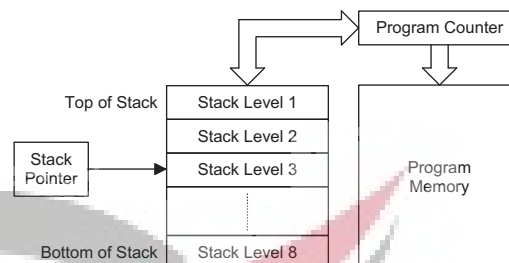 Program Counter
Top of Stack
Stack Level 1
Stack Level 2
Stack
Pointer
Stack Level 3
Program
Memory
Bottom of Stack
Stack Level 8